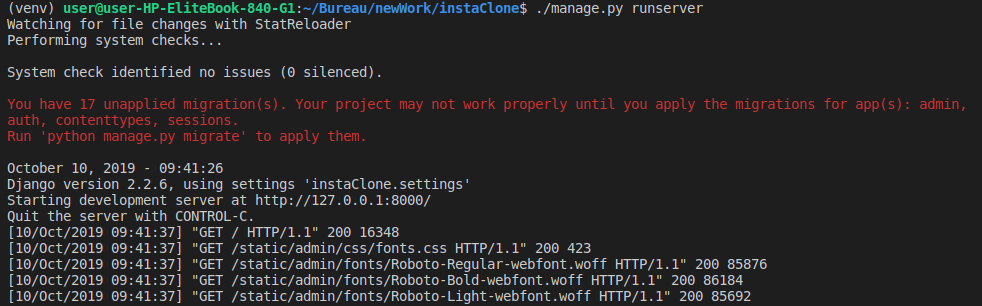 (venv) user@user-HP-EliteBook-840-G1:~/Bureau/newWork/instaClone$ ./manage.py runserver
Watching for file changes with StatReloader
Performing system checks...
System check identified no issues (0 silenced).
You have 17 unapplied migration(s). Your project may not work properly until you apply the migrations for app(s): admin,
auth, contenttypes, sessions.
Run 'python manage.py migrate' to apply them.
October 10, 2019 - 09:41:26
Django version 2.2.6, using settings 'instaClone.settings'
Starting development server at http://127.0.0.1:8000/
Quit the server with CONTROL-C.
[10/Oct/2019 09:41:37] "GET / HTTP/1.1" 200 16348
[10/Oct/2019 09:41:37] "GET /static/admin/css/fonts.css HTTP/1.1" 200 423
[10/Oct/2019 09:41:37] "GET /static/admin/fonts/Roboto-Regular-webfont.woff HTTP/1.1" 200 85876
[10/Oct/2019 09:41:37] "GET /static/admin/fonts/Roboto-Bold-webfont.woff HTTP/1.1" 200 86184
[10/Oct/2019 09:41:37] "GET /static/admin/fonts/Roboto-Light-webfont.woff HTTP/1.1" 200 85692